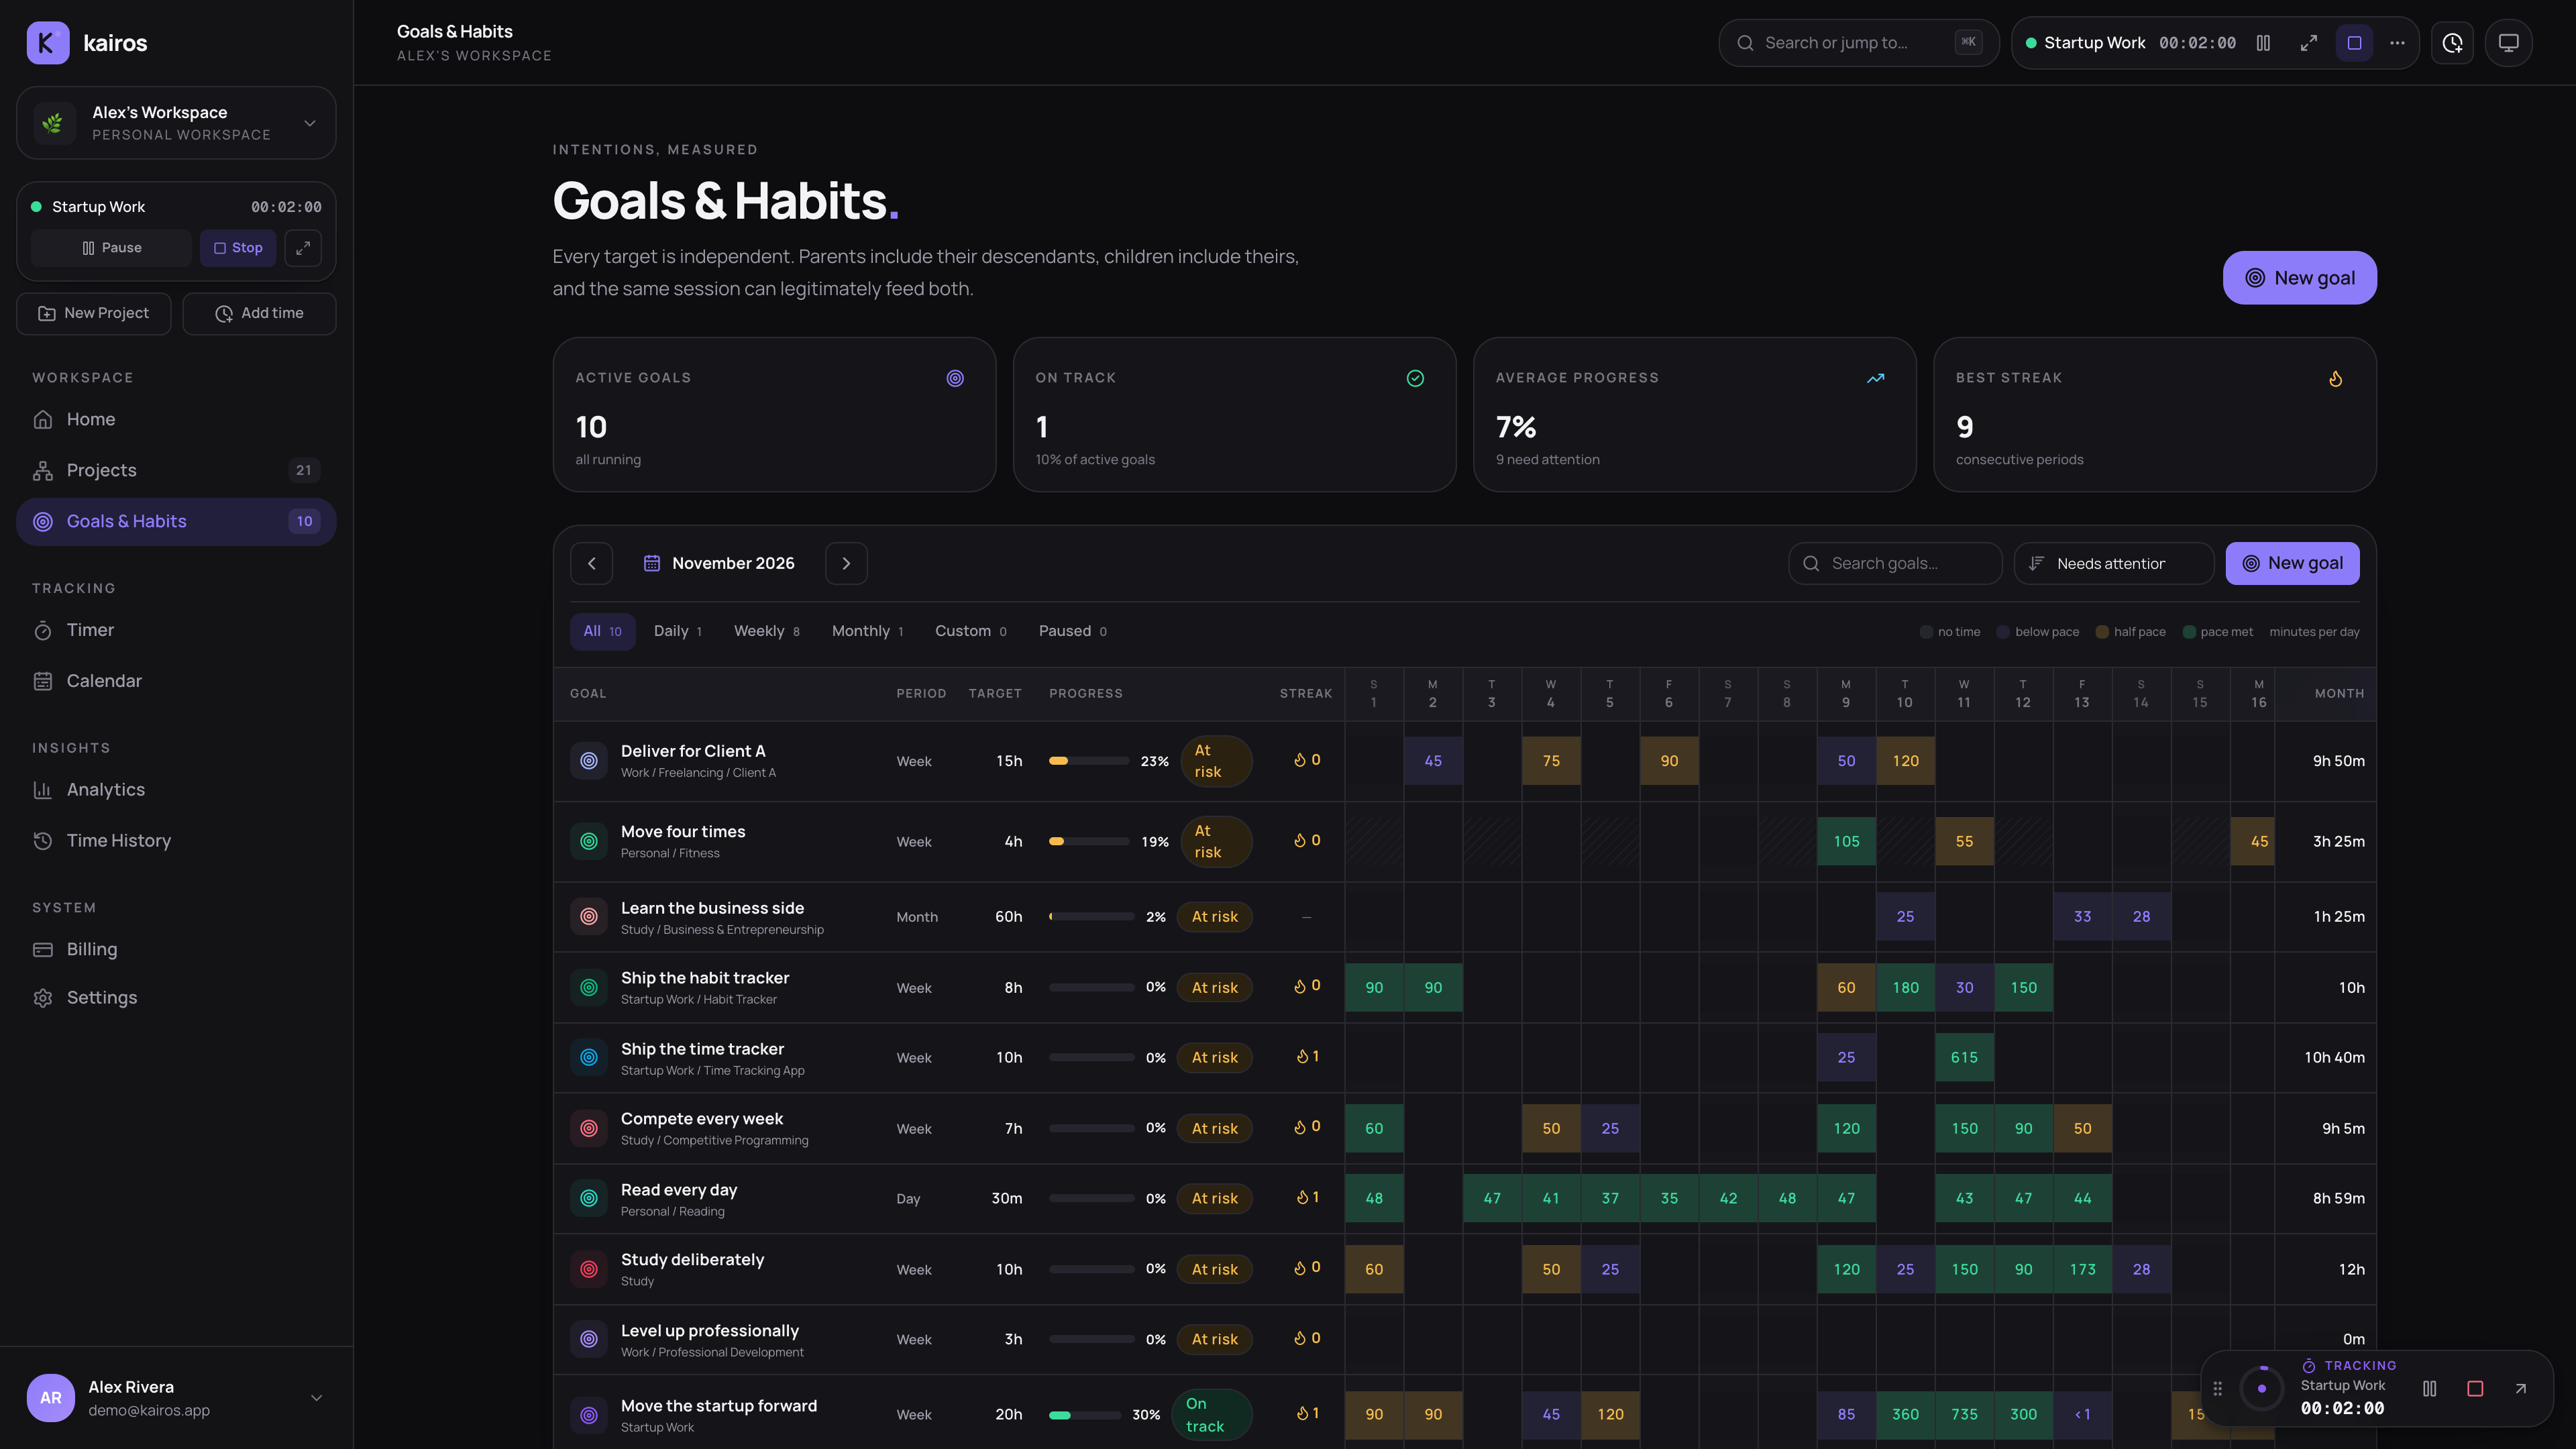 kairos
Alex's Workspace
PERSONAL WORKSPACE
Startup Work 00:02:00
Pause Stop
New Project Add time
WORKSPACE
Home
Projects 21
Goals & Habits 10
TRACKING
Timer
Calendar
INSIGHTS
Analytics
Time History
SYSTEM
Billing
Settings
AR
Alex Rivera
demo@kairos.app
Goals & Habits
ALEX'S WORKSPACE
Search or jump to... ⌘K
Startup Work 00:02:00
INTENTIONS, MEASURED
Goals & Habits.
Every target is independent. Parents include their descendants, children include theirs,
and the same session can legitimately feed both.
New goal
ACTIVE GOALS
10
all running
ON TRACK
1
10% of active goals
AVERAGE PROGRESS
7%
9 need attention
BEST STREAK
9
consecutive periods
November 2026
Search goals...
Needs attentior
New goal
All 10 Daily 1 Weekly 8 Monthly 1 Custom 0 Paused 0
no time below pace half pace pace met minutes per day
GOAL PERIOD TARGET PROGRESS STREAK S 1 M 2 T 3 W 4 T 5 F 6 S 7 S 8 M 9 T 10 W 11 T 12 F 13 S 14 S 15 M 16 MONTH
Deliver for Client A
Work / Freelancing / Client A
Week 15h 23% At risk 0 45 75 90 50 120 9h 50m
Move four times
Personal / Fitness
Week 4h 19% At risk 0 105 55 45 3h 25m
Learn the business side
Study / Business & Entrepreneurship
Month 60h 2% At risk – 25 33 28 1h 25m
Ship the habit tracker
Startup Work / Habit Tracker
Week 8h 0% At risk 0 90 90 60 180 30 150 10h
Ship the time tracker
Startup Work / Time Tracking App
Week 10h 0% At risk 1 25 615 10h 40m
Compete every week
Study / Competitive Programming
Week 7h 0% At risk 0 60 50 25 120 150 90 50 9h 5m
Read every day
Personal / Reading
Day 30m 0% At risk 1 48 47 41 37 35 42 48 47 43 47 44 8h 59m
Study deliberately
Study
Week 10h 0% At risk 0 60 50 25 120 25 150 90 173 28 12h
Level up professionally
Work / Professional Development
Week 3h 0% At risk 0 0m
Move the startup forward
Startup Work
Week 20h 30% On track 1 90 90 45 120 85 360 735 300 <1
TRACKING
Startup Work
00:02:00